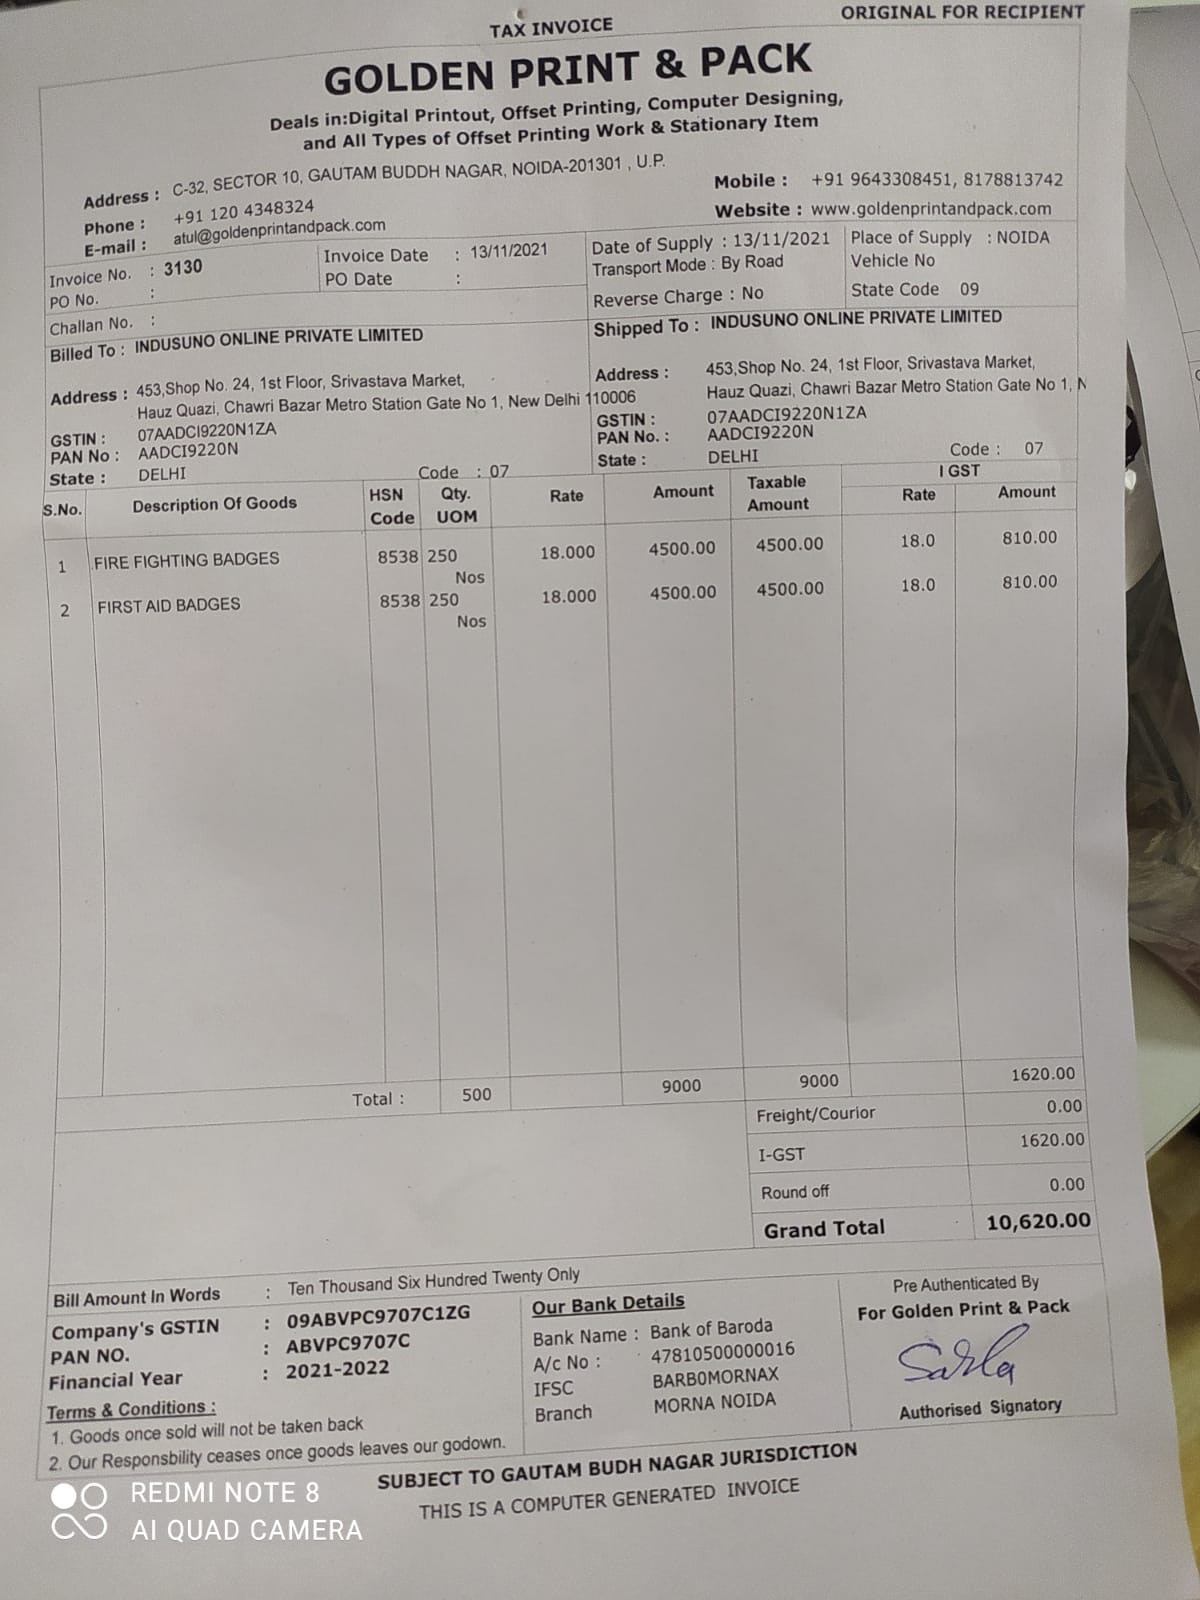 TAX INVOICE
ORIGINAL FOR RECIPIENT
GOLDEN PRINT & PACK
Deals in:Digital Printout, Offset Printing, Computer Designing,
and All Types of Offset Printing Work & Stationary Item
Address : C-32, SECTOR 10, GAUTAM BUDDH NAGAR, NOIDA-201301 , U.P.
Phone : +91 120 4348324
E-mail : atul@goldenprintandpack.com
Mobile : +91 9643308451, 8178813742
Website : www.goldenprintandpack.com
Invoice No. : 3130
PO No. :
Challan No. :
Invoice Date : 13/11/2021
PO Date :
Date of Supply : 13/11/2021
Transport Mode : By Road
Reverse Charge : No
Place of Supply : NOIDA
Vehicle No
State Code 09
Billed To : INDUSUNO ONLINE PRIVATE LIMITED
Address : 453,Shop No. 24, 1st Floor, Srivastava Market,
Hauz Quazi, Chawri Bazar Metro Station Gate No 1, New Delhi 110006
GSTIN : 07AADCI9220N1ZA
PAN No : AADCI9220N
State : DELHI Code : 07
Shipped To : INDUSUNO ONLINE PRIVATE LIMITED
Address : 453,Shop No. 24, 1st Floor, Srivastava Market,
Hauz Quazi, Chawri Bazar Metro Station Gate No 1, N
GSTIN : 07AADCI9220N1ZA
PAN No. : AADCI9220N
State : DELHI Code : 07
S.No. Description Of Goods HSN Code Qty. UOM Rate Amount Taxable Amount I GST Rate Amount
1 FIRE FIGHTING BADGES 8538 250 Nos 18.000 4500.00 4500.00 18.0 810.00
2 FIRST AID BADGES 8538 250 Nos 18.000 4500.00 4500.00 18.0 810.00
Total : 500 9000 9000 1620.00
Freight/Courior 0.00
I-GST 1620.00
Round off 0.00
Grand Total 10,620.00
Bill Amount In Words : Ten Thousand Six Hundred Twenty Only
Company's GSTIN : 09ABVPC9707C1ZG
PAN NO. : ABVPC9707C
Financial Year : 2021-2022
Terms & Conditions :
1. Goods once sold will not be taken back
2. Our Responsbility ceases once goods leaves our godown.
Our Bank Details
Bank Name : Bank of Baroda
A/c No : 47810500000016
IFSC BARB0MORNAX
Branch MORNA NOIDA
Pre Authenticated By
For Golden Print & Pack
Sarla
Authorised Signatory
SUBJECT TO GAUTAM BUDH NAGAR JURISDICTION
THIS IS A COMPUTER GENERATED INVOICE
REDMI NOTE 8
AI QUAD CAMERA